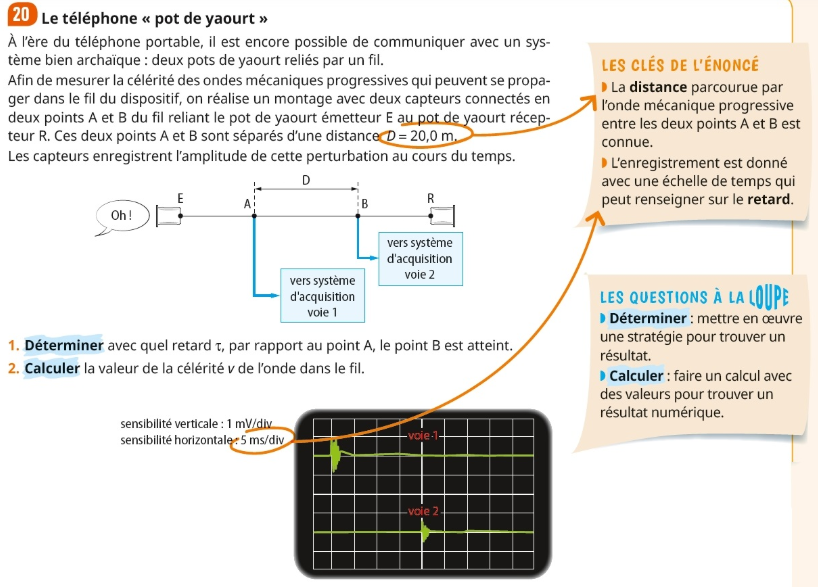 20 Le téléphone « pot de yaourt »
À l'ère du téléphone portable, il est encore possible de communiquer avec un sys-
tème bien archaïque : deux pots de yaourt reliés par un fil.
Afin de mesurer la célérité des ondes mécaniques progressives qui peuvent se propa-
ger dans le fil du dispositif, on réalise un montage avec deux capteurs connectés en
deux points A et B du fil reliant le pot de yaourt émetteur E au pot de yaourt récep-
teur R. Ces deux points A et B sont séparés d'une distance D = 20,0 m.
Les capteurs enregistrent l'amplitude de cette perturbation au cours du temps.
D
E
A
B
R
Oh !
vers système
d'acquisition
voie 2
vers système
d'acquisition
voie 1
1. Déterminer avec quel retard τ, par rapport au point A, le point B est atteint.
2. Calculer la valeur de la célérité v de l'onde dans le fil.
sensibilité verticale : 1 mV/div
sensibilité horizontale : 5 ms/div
voie 1
voie 2
LES CLÉS DE L'ÉNONCÉ
La distance parcourue par
l'onde mécanique progressive
entre les deux points A et B est
connue.
L'enregistrement est donné
avec une échelle de temps qui
peut renseigner sur le retard.
LES QUESTIONS À LA LOUPE
Déterminer : mettre en œuvre
une stratégie pour trouver un
résultat.
Calculer : faire un calcul avec
des valeurs pour trouver un
résultat numérique.